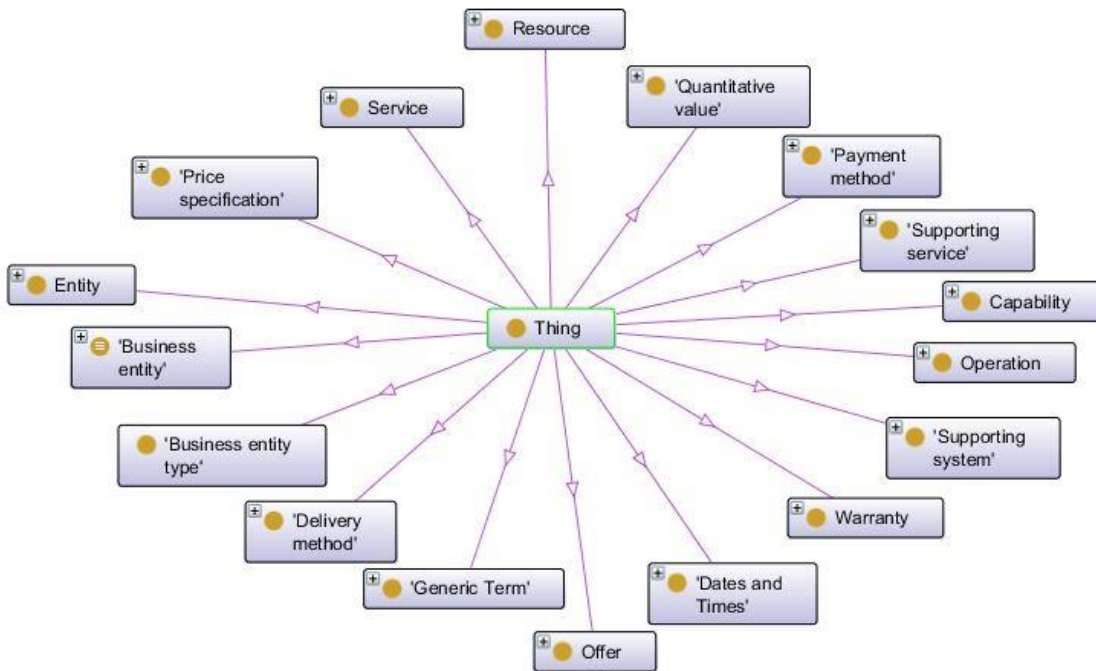 Resource
'Quantitative
value'
Service
'Payment
method'
'Price
specification'
'Supporting
service'
Entity
Capability
Thing
'Business
entity'
Operation
'Business entity
type'
'Supporting
system'
'Delivery
method'
Warranty
'Generic Term'
'Dates and
Times'
Offer